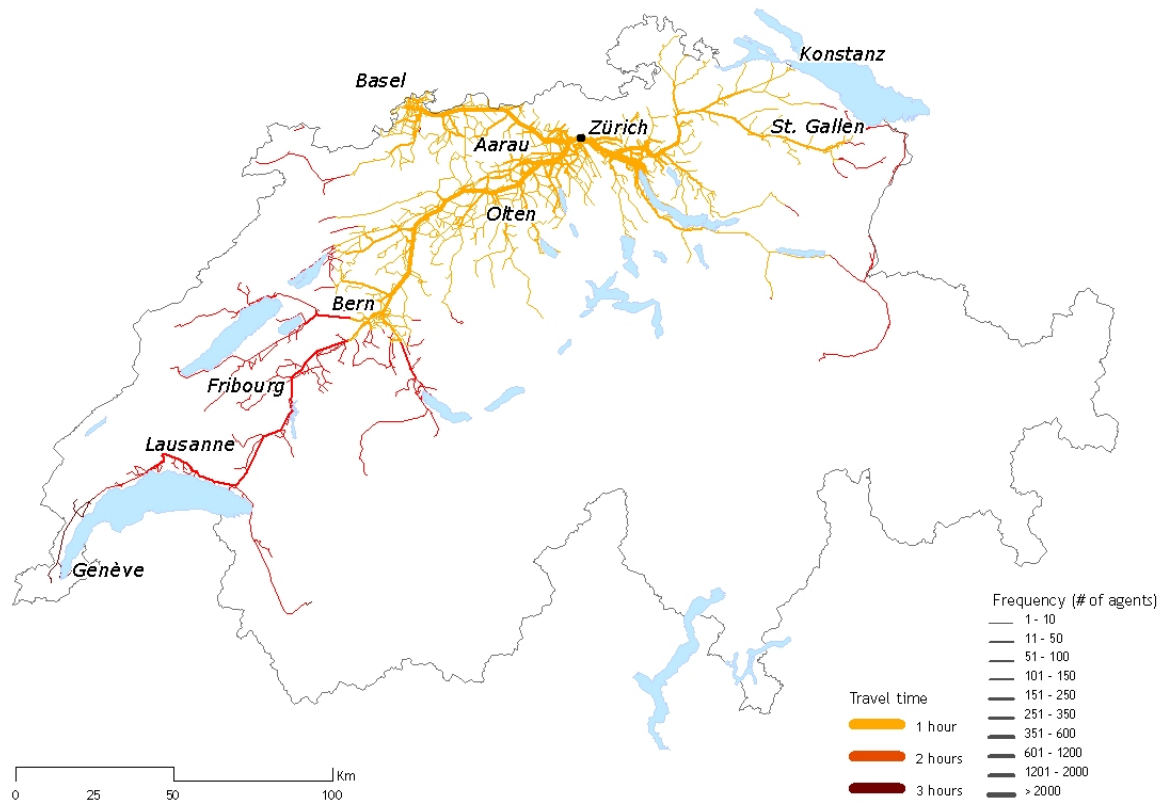 Konstanz
Basel
Zürich
St. Gallen
Aarau
Olten
Bern
Fribourg
Lausanne
Genève
Frequency (# of agents)
1 - 10
11 - 50
51 - 100
101 - 150
151 - 250
251 - 350
351 - 600
601 - 1200
1201 - 2000
> 2000
Travel time
1 hour
2 hours
3 hours
Km
0 25 50 100